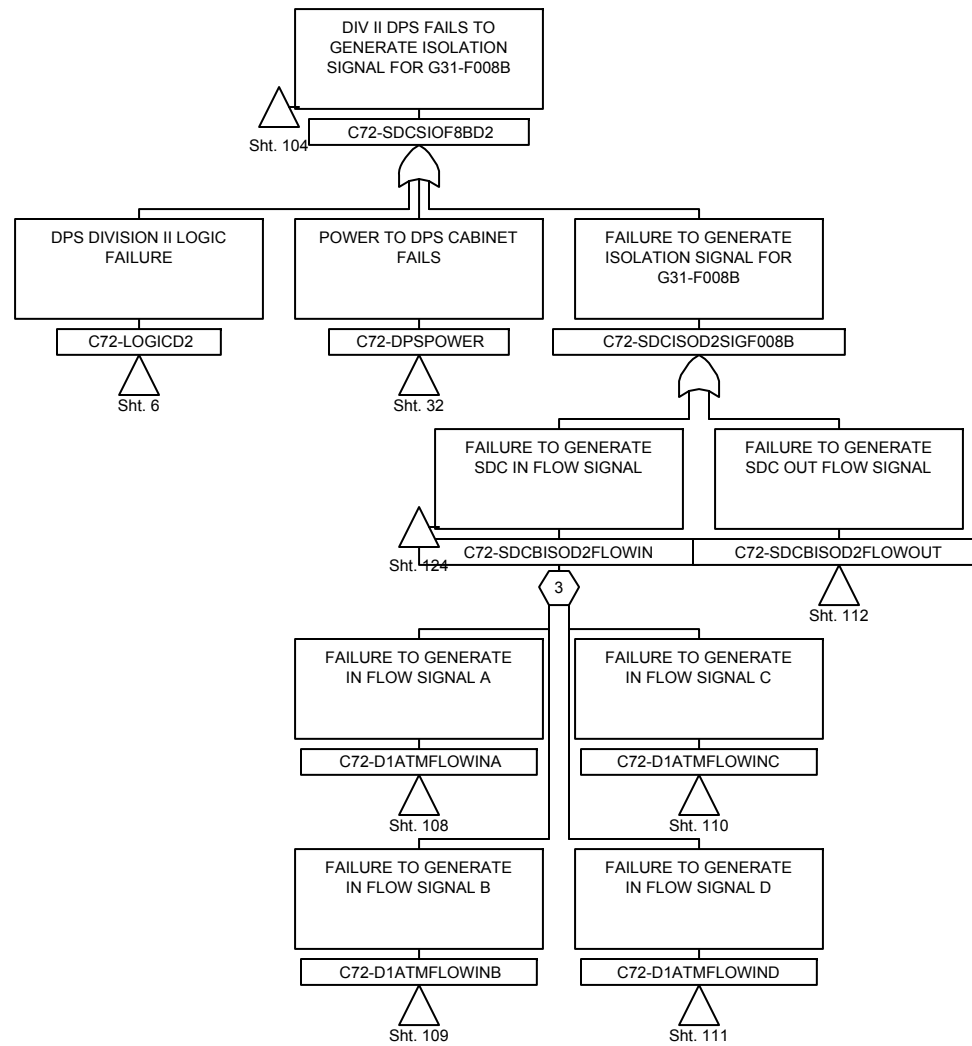 DIV II DPS FAILS TO
GENERATE ISOLATION
SIGNAL FOR G31-F008B
Sht. 104
C72-SDCSIOF8BD2
DPS DIVISION II LOGIC
FAILURE
C72-LOGICD2
Sht. 6
POWER TO DPS CABINET
FAILS
C72-DPSPOWER
Sht. 32
FAILURE TO GENERATE
ISOLATION SIGNAL FOR
G31-F008B
C72-SDCISOD2SIGF008B
FAILURE TO GENERATE
SDC IN FLOW SIGNAL
Sht. 124
C72-SDCBISOD2FLOWIN
3
FAILURE TO GENERATE
SDC OUT FLOW SIGNAL
C72-SDCBISOD2FLOWOUT
Sht. 112
FAILURE TO GENERATE
IN FLOW SIGNAL A
C72-D1ATMFLOWINA
Sht. 108
FAILURE TO GENERATE
IN FLOW SIGNAL C
C72-D1ATMFLOWINC
Sht. 110
FAILURE TO GENERATE
IN FLOW SIGNAL B
C72-D1ATMFLOWINB
Sht. 109
FAILURE TO GENERATE
IN FLOW SIGNAL D
C72-D1ATMFLOWIND
Sht. 111